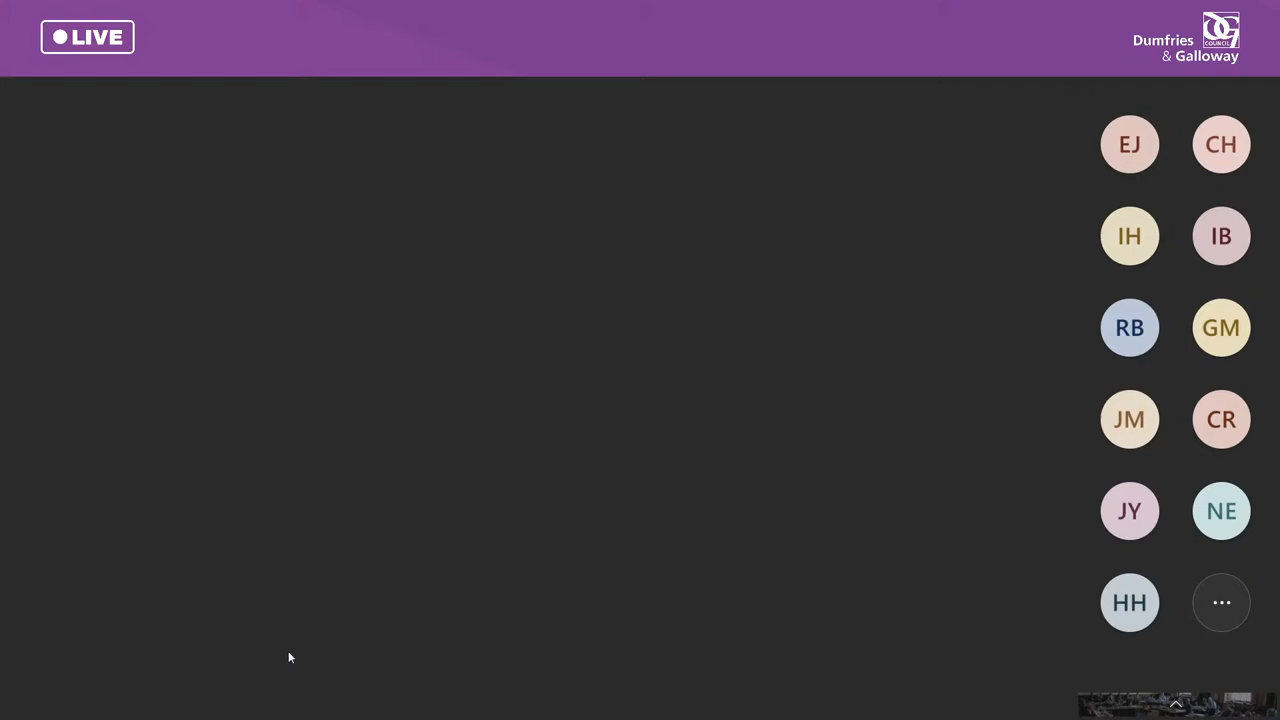 LIVE
Dumfries
& Galloway
COUNCIL
EJ
CH
IH
IB
RB
GM
JM
CR
JY
NE
HH
...